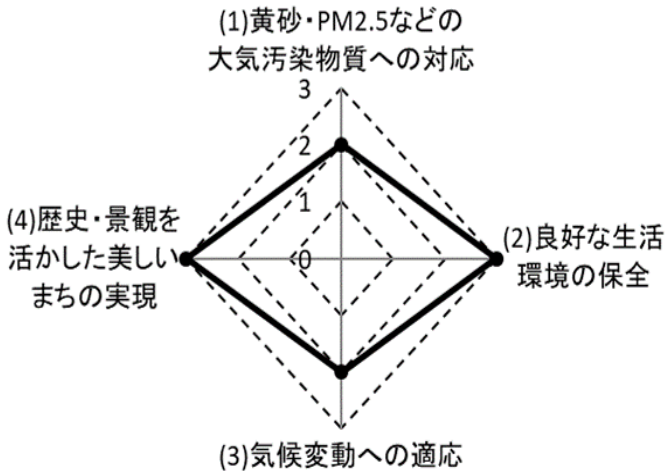 (1)黄砂・PM2.5などの
大気汚染物質への対応
3
2
1
0
(4)歴史・景観を
活かした美しい
まちの実現
(2)良好な生活
環境の保全
(3)気候変動への適応